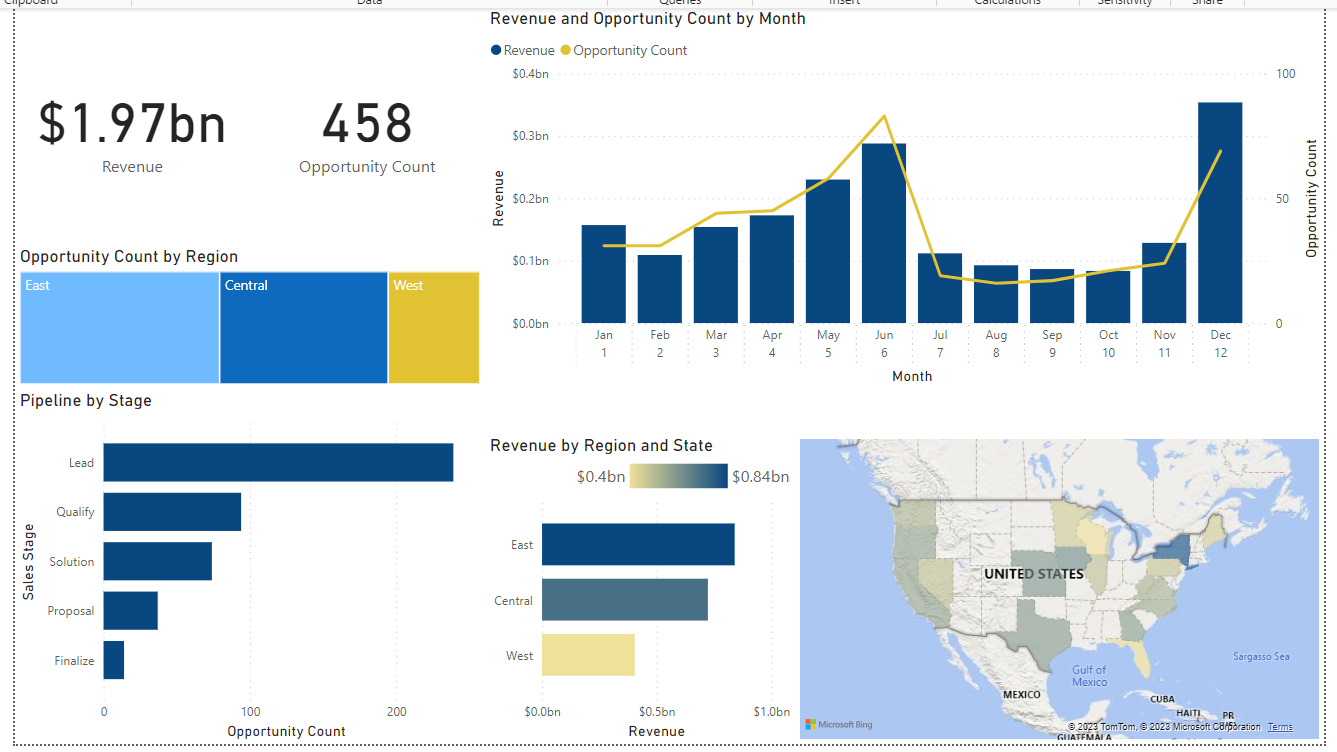 Clipboard
Data
Queries
Insert
Calculations
Sensitivity
Share
$1.97bn
Revenue
458
Opportunity Count
Revenue and Opportunity Count by Month
Revenue Opportunity Count
$0.4bn
$0.3bn
$0.2bn
$0.1bn
$0.0bn
Revenue
100
50
0
Opportunity Count
Jan Feb Mar Apr May Jun Jul Aug Sep Oct Nov Dec
1 2 3 4 5 6 7 8 9 10 11 12
Month
Opportunity Count by Region
East Central West
Pipeline by Stage
Sales Stage
Lead
Qualify
Solution
Proposal
Finalize
0 100 200
Opportunity Count
Revenue by Region and State
$0.4bn $0.84bn
East
Central
West
$0.0bn $0.5bn $1.0bn
Revenue
UNITED STATES
Gulf of
Mexico
Sargasso Sea
MEXICO
CUBA
HAITI
PR
GUATEMALA
Microsoft Bing
© 2023 TomTom, © 2023 Microsoft Corporation Terms